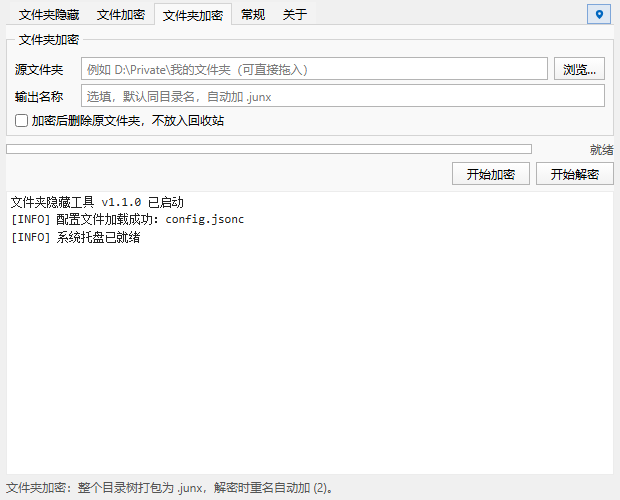 文件夹隐藏 文件加密 文件夹加密 常规 关于
文件夹加密
源文件夹 例如 D:\Private\我的文件夹（可直接拖入） 浏览...
输出名称 选填，默认同目录名，自动加 .junx
加密后删除原文件夹，不放入回收站
就绪
开始加密 开始解密
文件夹隐藏工具 v1.1.0 已启动
[INFO] 配置文件加载成功：config.jsonc
[INFO] 系统托盘已就绪
文件夹加密：整个目录树打包为 .junx，解密时重名自动加 (2)。